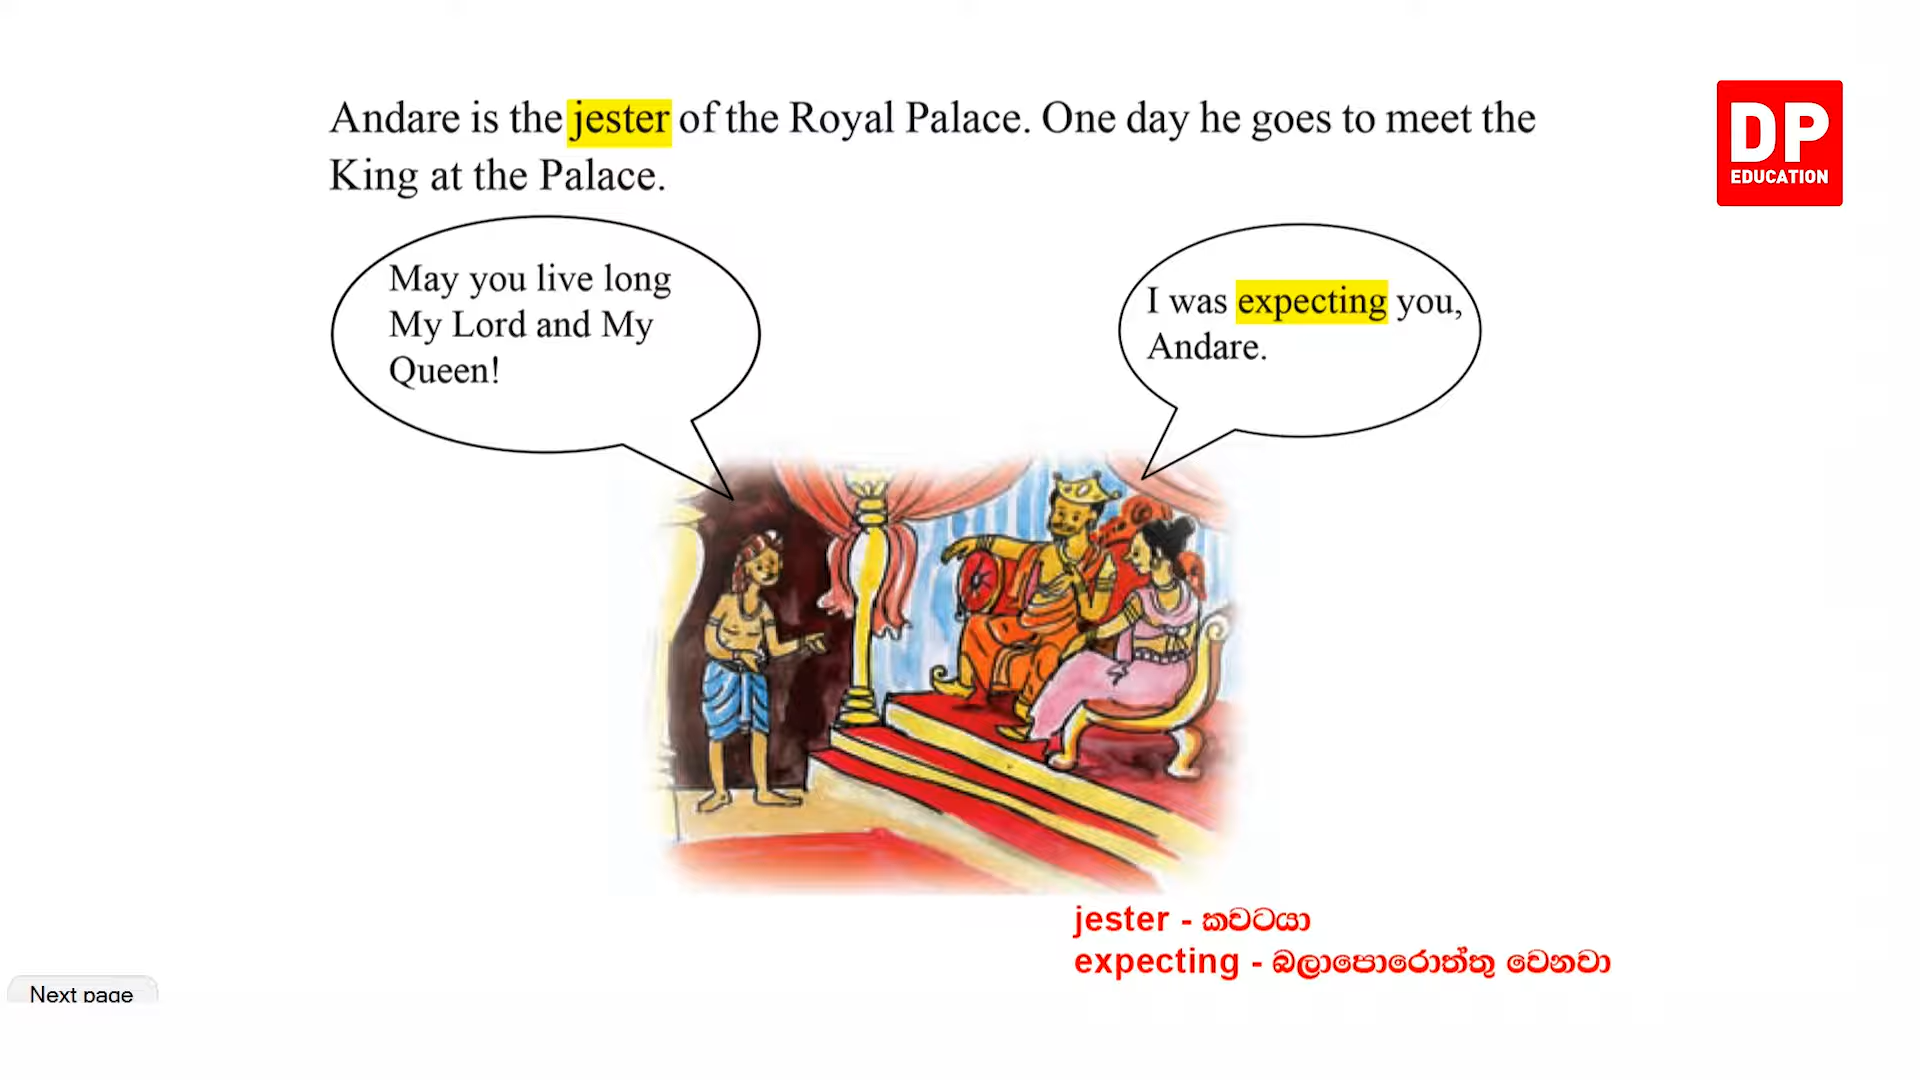 Andare is the jester of the Royal Palace. One day he goes to meet the
King at the Palace.
DP
EDUCATION
May you live long
My Lord and My
Queen!
I was expecting you,
Andare.
jester - කවටයා
expecting - බලාපොරොත්තු වෙනවා
Next page